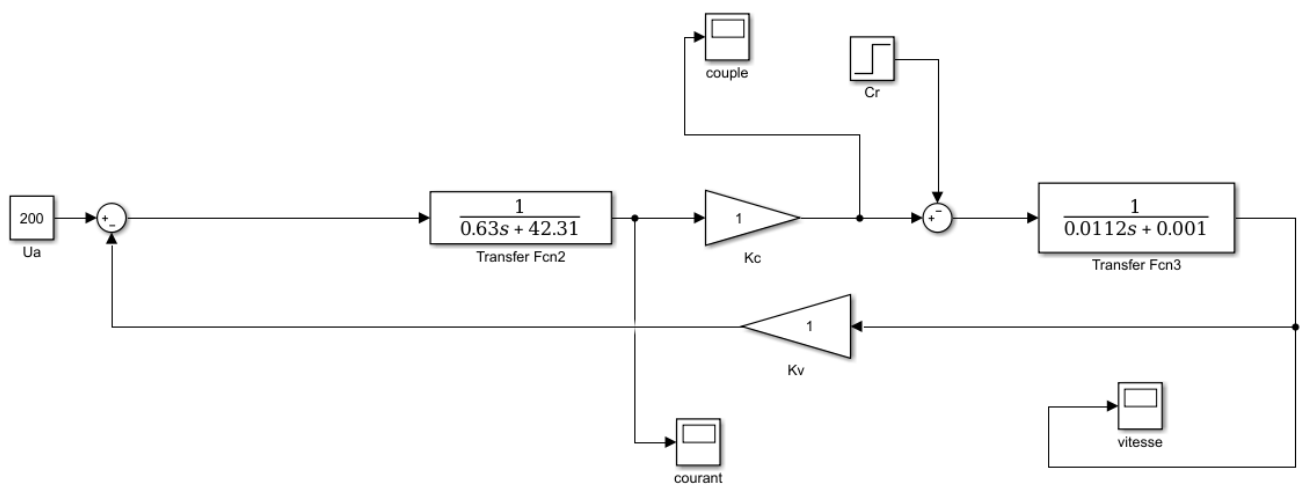 couple
Cr
200
Ua
+
−
1
0.63s + 42.31
Transfer Fcn2
1
Kc
+
−
1
0.0112s + 0.001
Transfer Fcn3
1
Kv
courant
vitesse